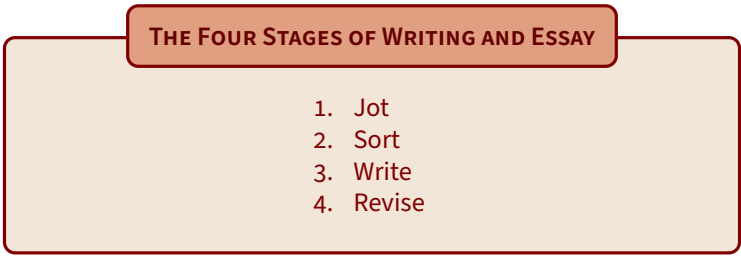 The Four Stages of Writing and Essay
1. Jot
2. Sort
3. Write
4. Revise